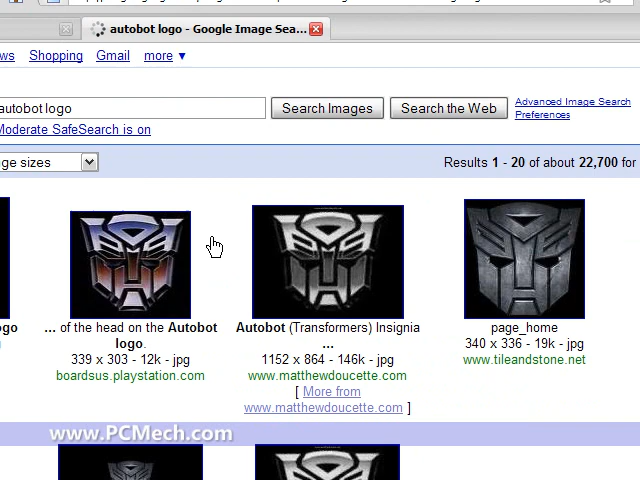 autobot logo - Google Image Sea...
ws Shopping Gmail more ▼
autobot logo Search Images Search the Web Advanced Image Search
Preferences
Moderate SafeSearch is on
ge sizes Results 1 - 20 of about 22,700 for
ogo
... of the head on the Autobot
logo.
339 x 303 - 12k - jpg
boardsus.playstation.com
Autobot (Transformers) Insignia
...
1152 x 864 - 146k - jpg
www.matthewdoucette.com
[ More from
www.matthewdoucette.com ]
page_home
340 x 336 - 19k - jpg
www.tileandstone.net
www.PCMech.com